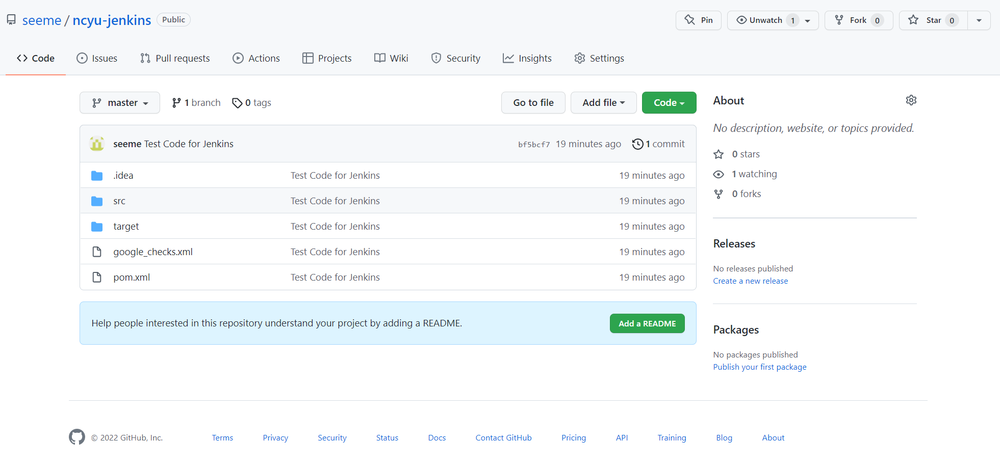 seeme / ncyu-jenkins Public Pin Unwatch 1 Fork 0 Star 0
Code Issues Pull requests Actions Projects Wiki Security Insights Settings
master 1 branch 0 tags Go to file Add file Code
seeme Test Code for Jenkins bf5bcf7 19 minutes ago 1 commit
.idea Test Code for Jenkins 19 minutes ago
src Test Code for Jenkins 19 minutes ago
target Test Code for Jenkins 19 minutes ago
google_checks.xml Test Code for Jenkins 19 minutes ago
pom.xml Test Code for Jenkins 19 minutes ago
Help people interested in this repository understand your project by adding a README. Add a README
About
No description, website, or topics provided.
0 stars
1 watching
0 forks
Releases
No releases published
Create a new release
Packages
No packages published
Publish your first package
© 2022 GitHub, Inc. Terms Privacy Security Status Docs Contact GitHub Pricing API Training Blog About